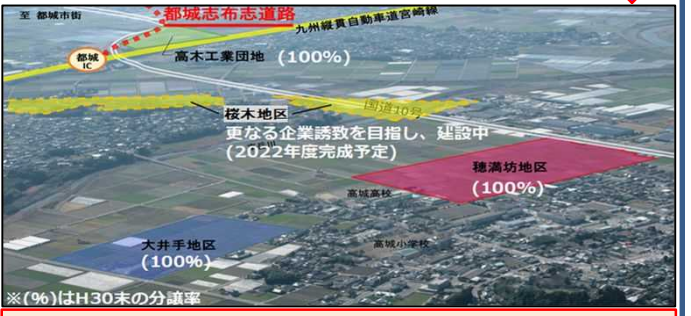 至 都城市街
都城志布志道路
九州縦貫自動車道宮崎線
都城
IC
高木工業団地 (100%)
桜木地区
国道10号
更なる企業誘致を目指し、建設中
(2022年度完成予定)
穂満坊地区
(100%)
高城高校
大井手地区
(100%)
高城小学校
※(%)はH30末の分譲率